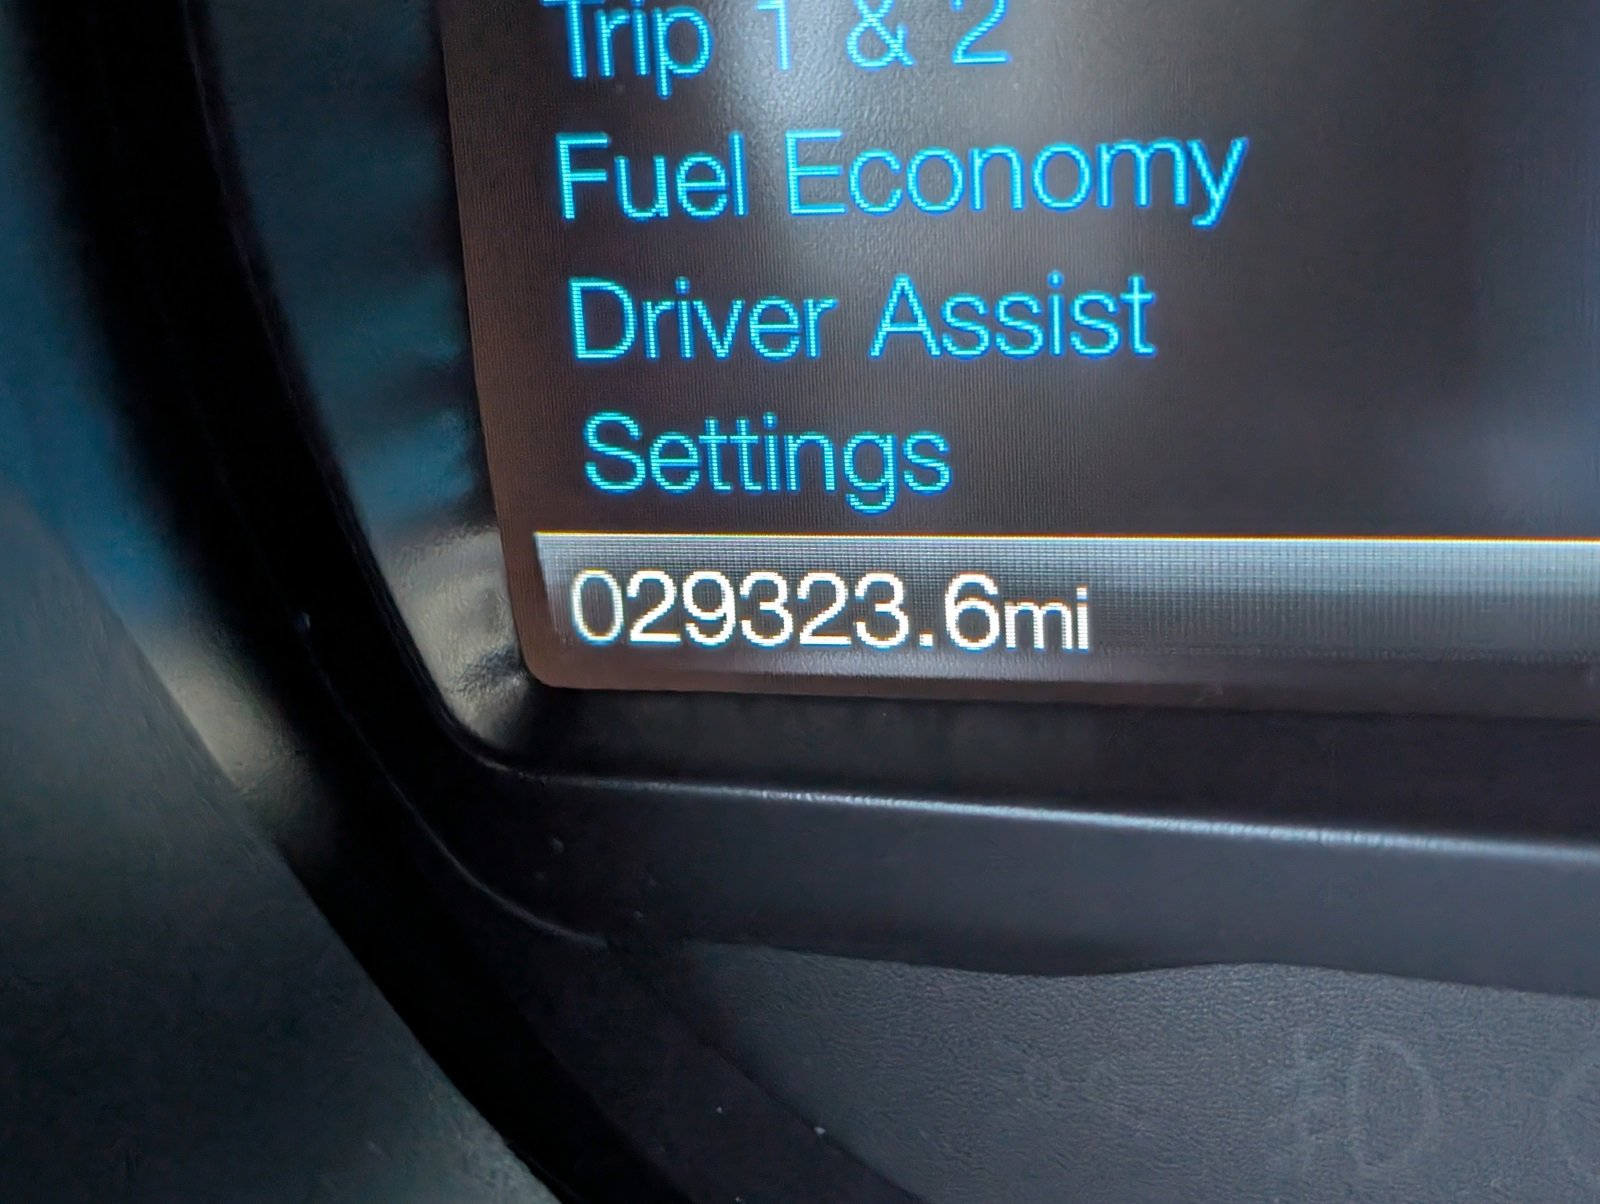 Trip 1 & 2
Fuel Economy
Driver Assist
Settings
029323.6mi